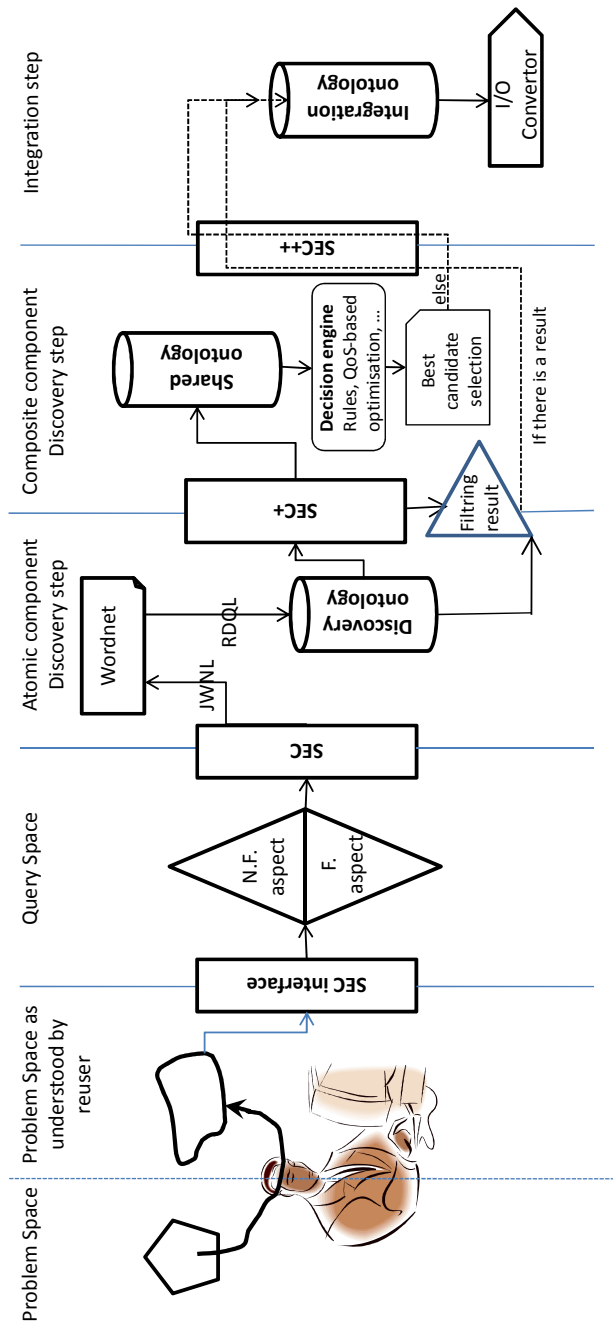 Problem Space
Problem Space as
understood by
reuser
Query Space
Atomic component
Discovery step
Composite component
Discovery step
Integration step
SEC interface
N.F.
aspect
F.
aspect
SEC
JWNL
Wordnet
RDQL
Discovery
ontology
SEC+
Filtring
result
Shared
ontology
Decision engine
Rules, QoS-based
optimisation, ...
Best
candidate
selection
else
If there is a result
SEC++
Integration
ontology
I/O
Convertor